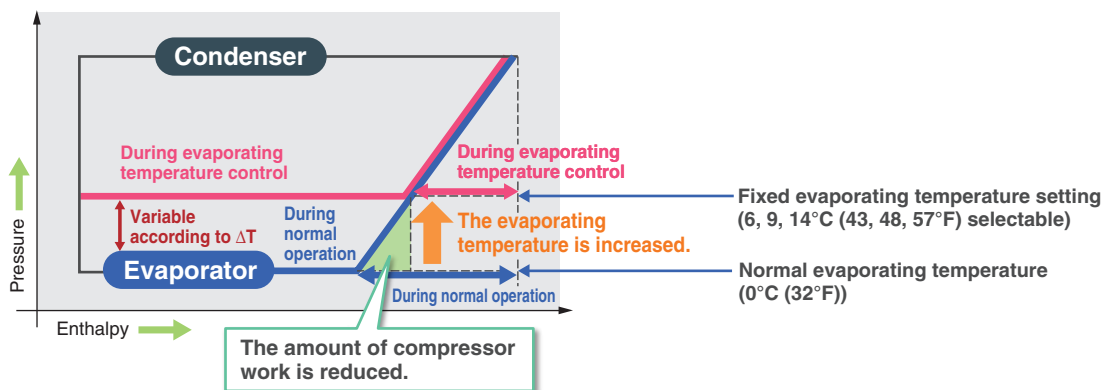 Condenser
During evaporating
temperature control
During evaporating
temperature control
Variable
according to ΔT
During
normal
operation
The evaporating
temperature is increased.
Fixed evaporating temperature setting
(6, 9, 14°C (43, 48, 57°F) selectable)
Evaporator
Normal evaporating temperature
(0°C (32°F))
During normal operation
Pressure
Enthalpy
The amount of compressor
work is reduced.